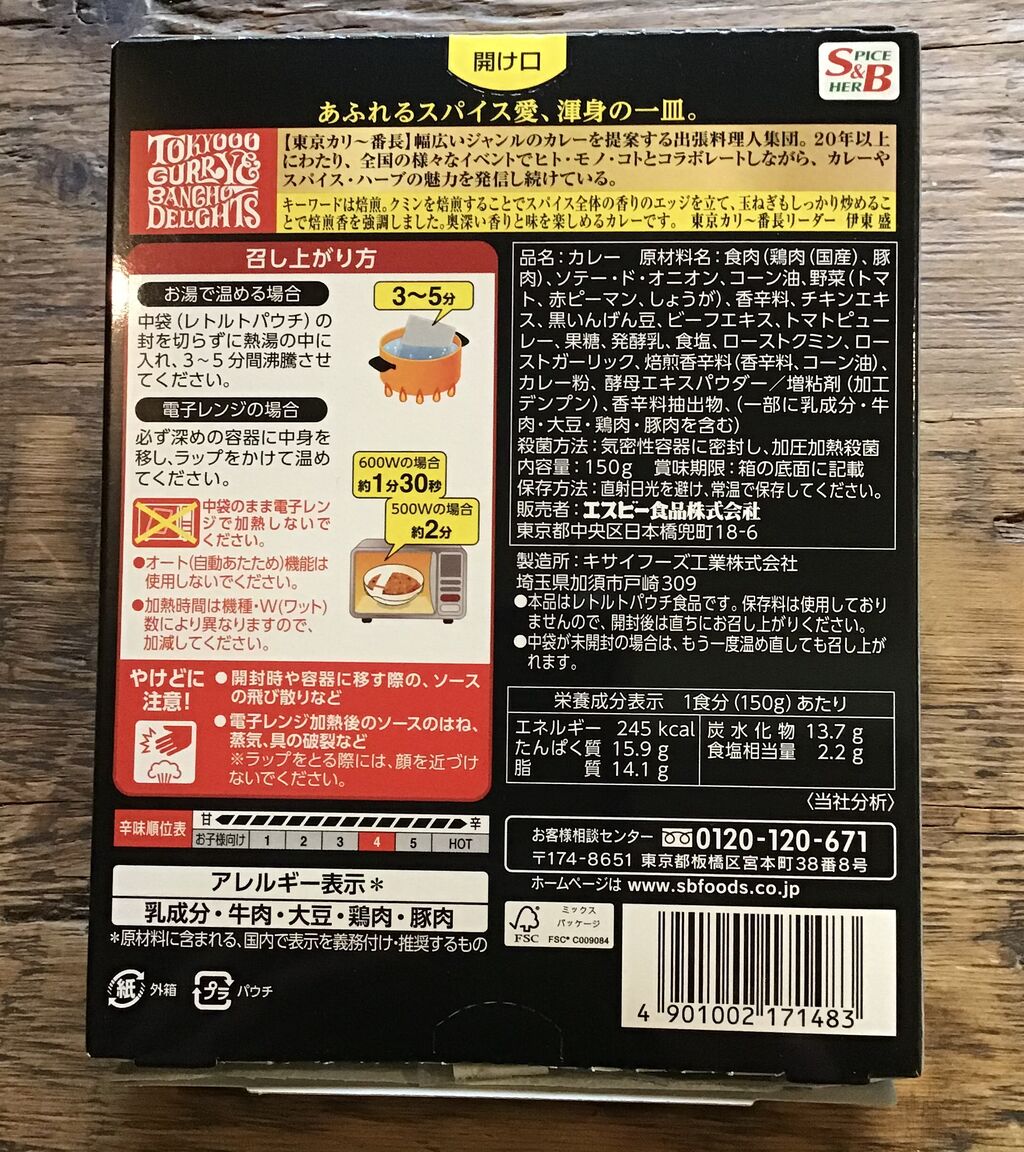 開け口
S&B
SPICE
HERB
あふれるスパイス愛、渾身の一皿。
TOKYOOO
CURRY&
BANCHO
DELIGHTS
【東京カリ〜番長】幅広いジャンルのカレーを提案する出張料理人集団。20年以上
にわたり、全国の様々なイベントでヒト・モノ・コトとコラボレートしながら、カレーや
スパイス・ハーブの魅力を発信し続けている。
キーワードは焙煎。クミンを焙煎することでスパイス全体の香りのエッジを立て、玉ねぎもしっかり炒めるこ
とで焙煎香を強調しました。奥深い香りと味を楽しめるカレーです。 東京カリ〜番長リーダー 伊東 盛
召し上がり方
お湯で温める場合
中袋(レトルトパウチ)の
封を切らずに熱湯の中に
入れ、3〜5分間沸騰させ
てください。
3〜5分
電子レンジの場合
必ず深めの容器に中身を
移し、ラップをかけて温め
てください。
600Wの場合
約1分30秒
500Wの場合
約2分
中袋のまま電子レン
ジで加熱しないで
ください。
●オート(自動あたため)機能は
使用しないでください。
●加熱時間は機種・W(ワット)
数により異なりますので、
加減してください。
やけどに
注意!
●開封時や容器に移す際の、ソース
の飛び散りなど
●電子レンジ加熱後のソースのはね、
蒸気、具の破裂など
※ラップをとる際には、顔を近づけ
ないでください。
辛味順位表
甘 辛
お子様向け 1 2 3 4 5 HOT
アレルギー表示*
乳成分・牛肉・大豆・鶏肉・豚肉
*原材料に含まれる、国内で表示を義務付け・推奨するもの
紙 外箱 プラ パウチ
品名:カレー 原材料名:食肉(鶏肉(国産)、豚
肉)、ソテー・ド・オニオン、コーン油、野菜(トマ
ト、赤ピーマン、しょうが)、香辛料、チキンエキ
ス、黒いんげん豆、ビーフエキス、トマトピュー
レー、果糖、発酵乳、食塩、ローストクミン、ロー
ストガーリック、焙煎香辛料(香辛料、コーン油)、
カレー粉、酵母エキスパウダー/増粘剤(加工
デンプン)、香辛料抽出物、(一部に乳成分・牛
肉・大豆・鶏肉・豚肉を含む)
殺菌方法:気密性容器に密封し、加圧加熱殺菌
内容量:150g 賞味期限:箱の底面に記載
保存方法:直射日光を避け、常温で保存してください。
販売者:エスビー食品株式会社
東京都中央区日本橋兜町18-6
製造所:キサイフーズ工業株式会社
埼玉県加須市戸崎309
●本品はレトルトパウチ食品です。保存料は使用しており
ませんので、開封後は直ちにお召し上がりください。
●中袋が未開封の場合は、もう一度温め直しても召し上が
れます。
栄養成分表示 1食分(150g)あたり
エネルギー 245 kcal 炭水化物 13.7 g
たんぱく質 15.9 g 食塩相当量 2.2 g
脂質 14.1 g
〈当社分析〉
お客様相談センター 0120-120-671
〒174-8651 東京都板橋区宮本町38番8号
ホームページは www.sbfoods.co.jp
FSC
ミックス
パッケージ
FSC® C009084
4 901002 171483